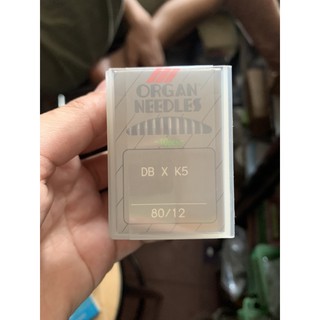 ORGAN
NEEDLES
DB X K5
80/12